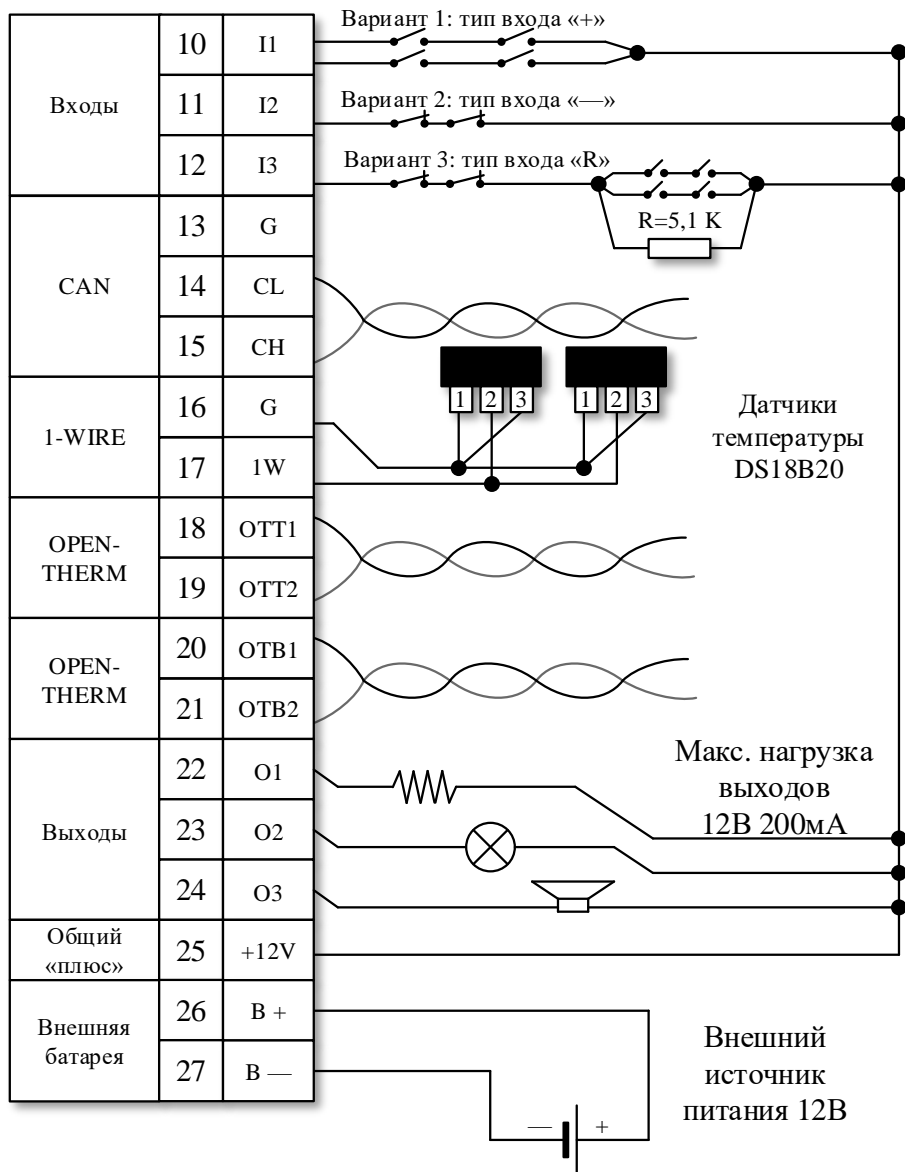 Вариант 1: тип входа «+»
Входы
10 I1
11 I2
12 I3
Вариант 2: тип входа «—»
Вариант 3: тип входа «R»
R=5,1 K
CAN
13 G
14 CL
15 CH
1-WIRE
16 G
17 1W
1 2 3
1 2 3
Датчики
температуры
DS18B20
OPEN-
THERM
18 OTT1
19 OTT2
OPEN-
THERM
20 OTB1
21 OTB2
Выходы
22 O1
23 O2
24 O3
Макс. нагрузка
выходов
12В 200мА
Общий
«плюс»
25 +12V
Внешняя
батарея
26 B +
27 B —
Внешний
источник
питания 12В
— +